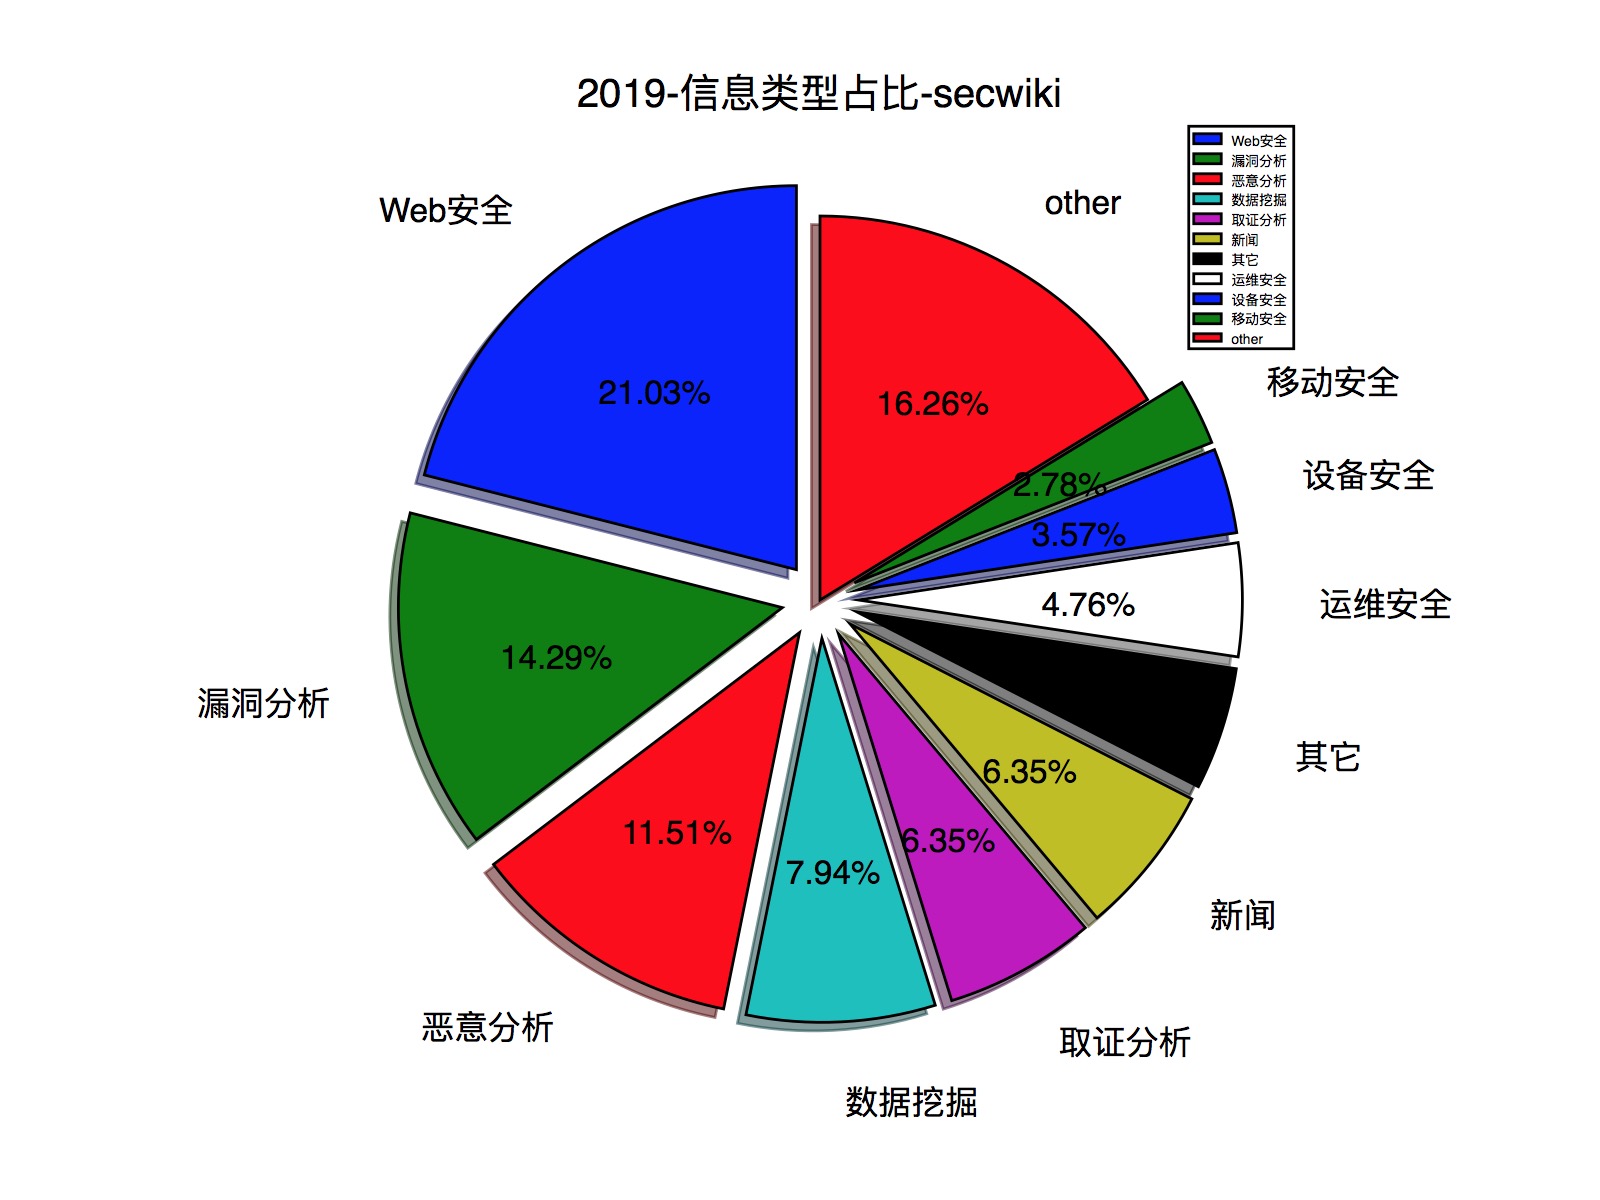 2019-信息类型占比-secwiki
Web安全
漏洞分析
恶意分析
数据挖掘
取证分析
新闻
其它
运维安全
设备安全
移动安全
other
Web安全
other
移动安全
设备安全
运维安全
其它
新闻
取证分析
数据挖掘
恶意分析
漏洞分析
21.03%
16.26%
2.78%
3.57%
4.76%
6.35%
6.35%
7.94%
11.51%
14.29%